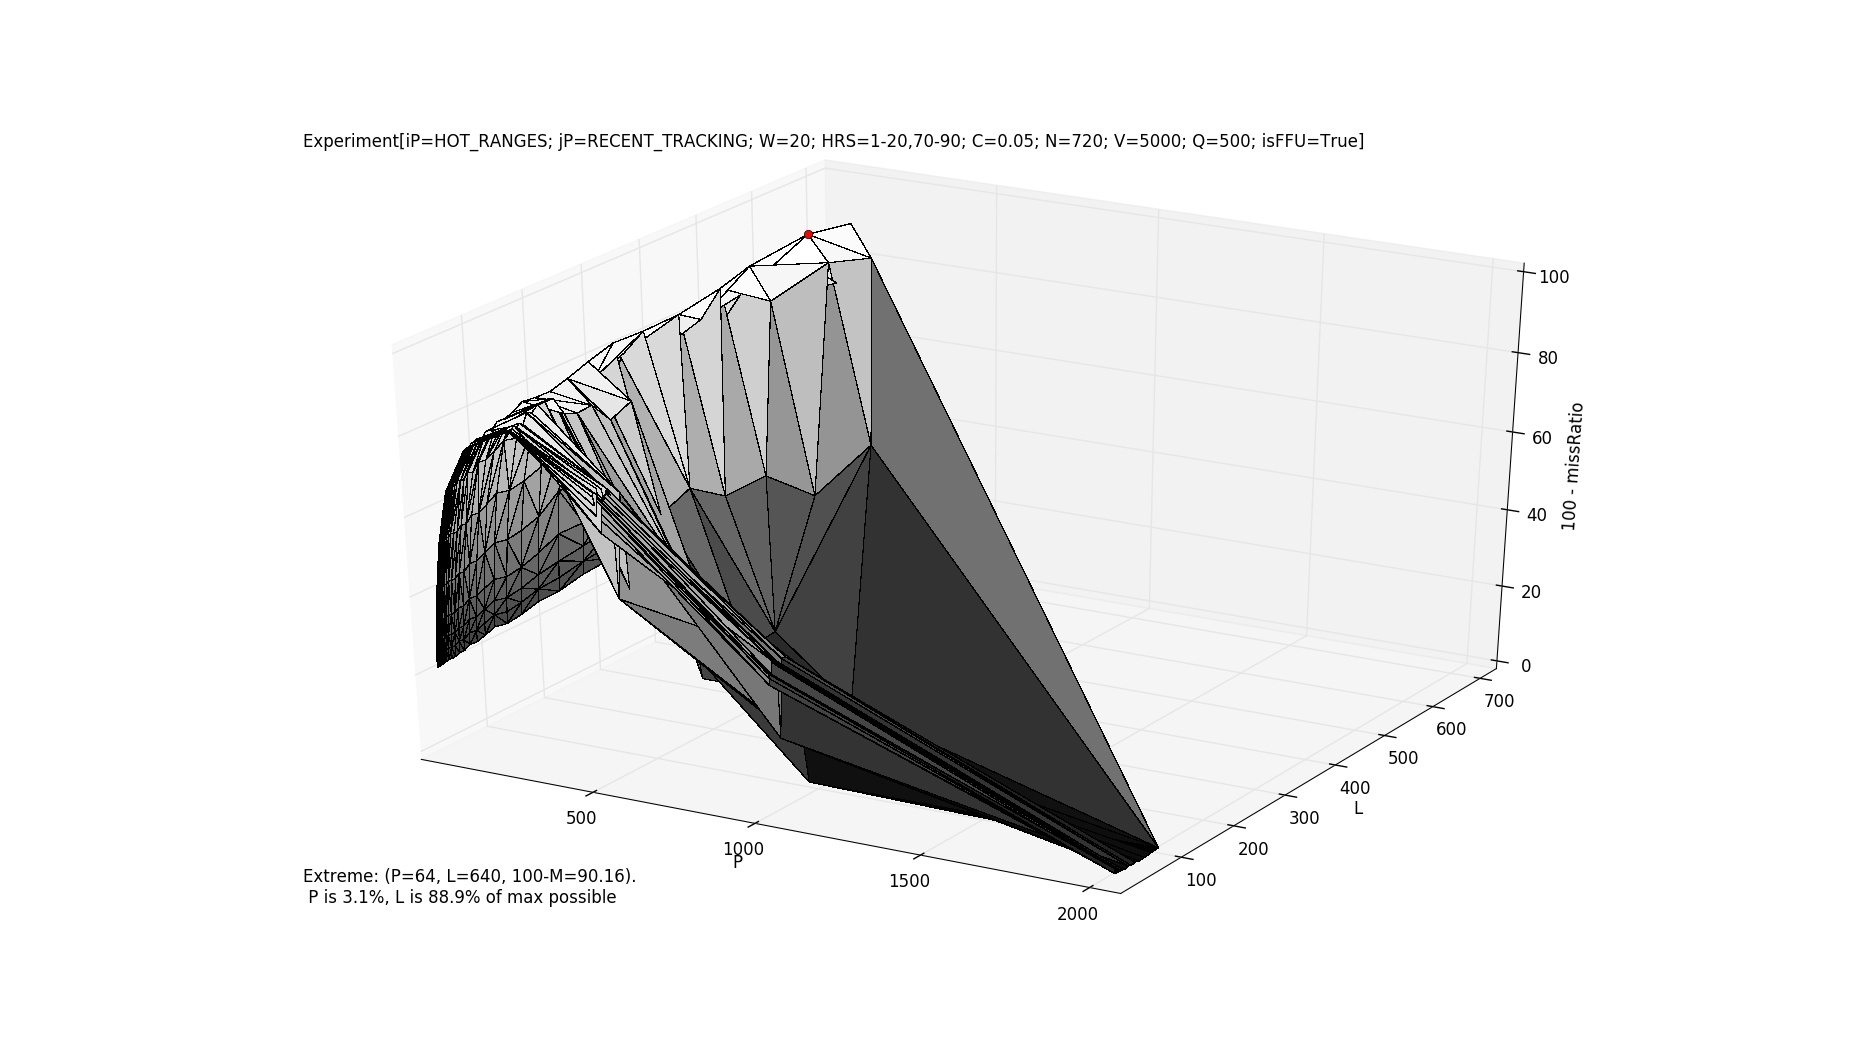 Experiment[iP=HOT_RANGES; jP=RECENT_TRACKING; W=20; HRS=1-20,70-90; C=0.05; N=720; V=5000; Q=500; isFFU=True]
100
80
60
40
20
0
100 - missRatio
700
600
500
400
300
200
100
L
500
1000
1500
2000
P
Extreme: (P=64, L=640, 100-M=90.16).
P is 3.1%, L is 88.9% of max possible